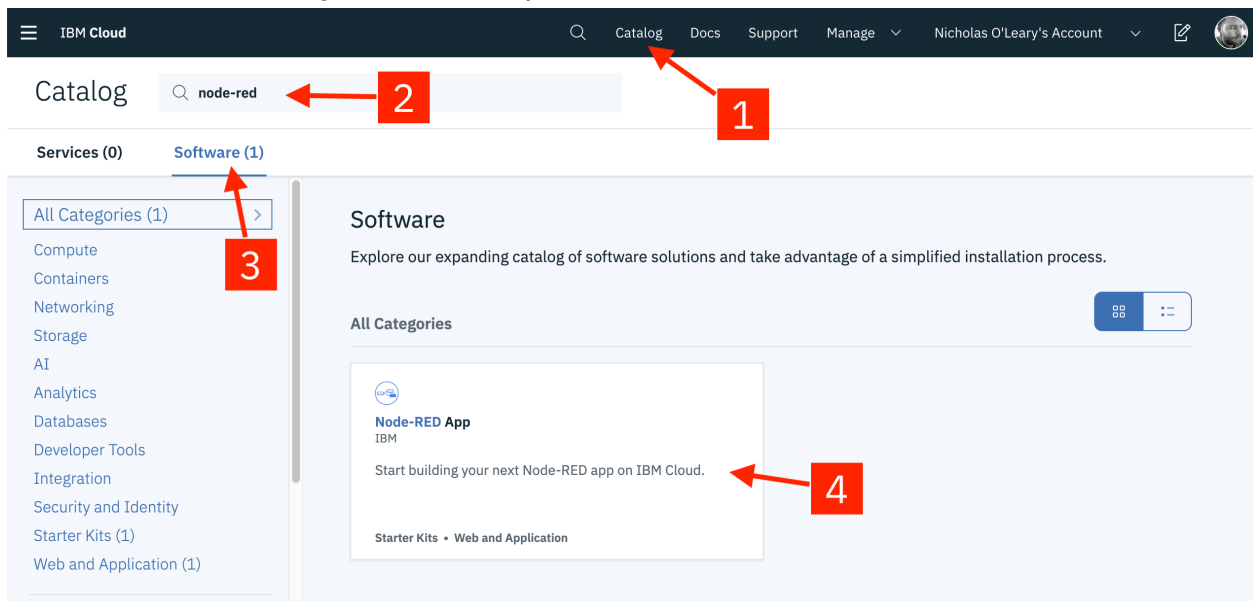 IBM Cloud
Catalog
Docs
Support
Manage
Nicholas O'Leary's Account
1
Catalog
node-red
2
Services (0)
Software (1)
3
All Categories (1)
Compute
Containers
Networking
Storage
AI
Analytics
Databases
Developer Tools
Integration
Security and Identity
Starter Kits (1)
Web and Application (1)
Software
Explore our expanding catalog of software solutions and take advantage of a simplified installation process.
All Categories
Node-RED App
IBM
Start building your next Node-RED app on IBM Cloud.
4
Starter Kits • Web and Application